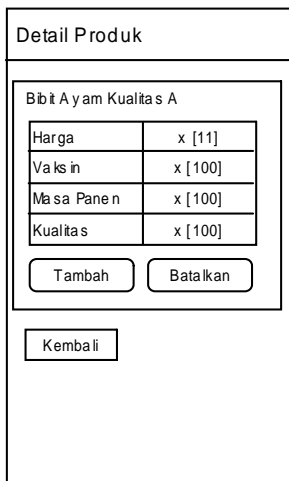 Detail Produk
Bibit Ayam Kualitas A
Harga x [11]
Vaksin x [100]
Masa Panen x [100]
Kualitas x [100]
Tambah Batalkan
Kembali